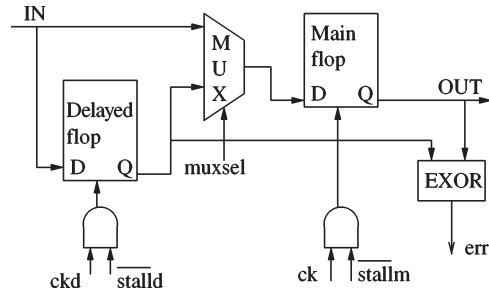 IN
M
U
X
Main
flop
D Q
OUT
Delayed
flop
D Q
muxsel
EXOR
err
ckd stalld
ck stallm